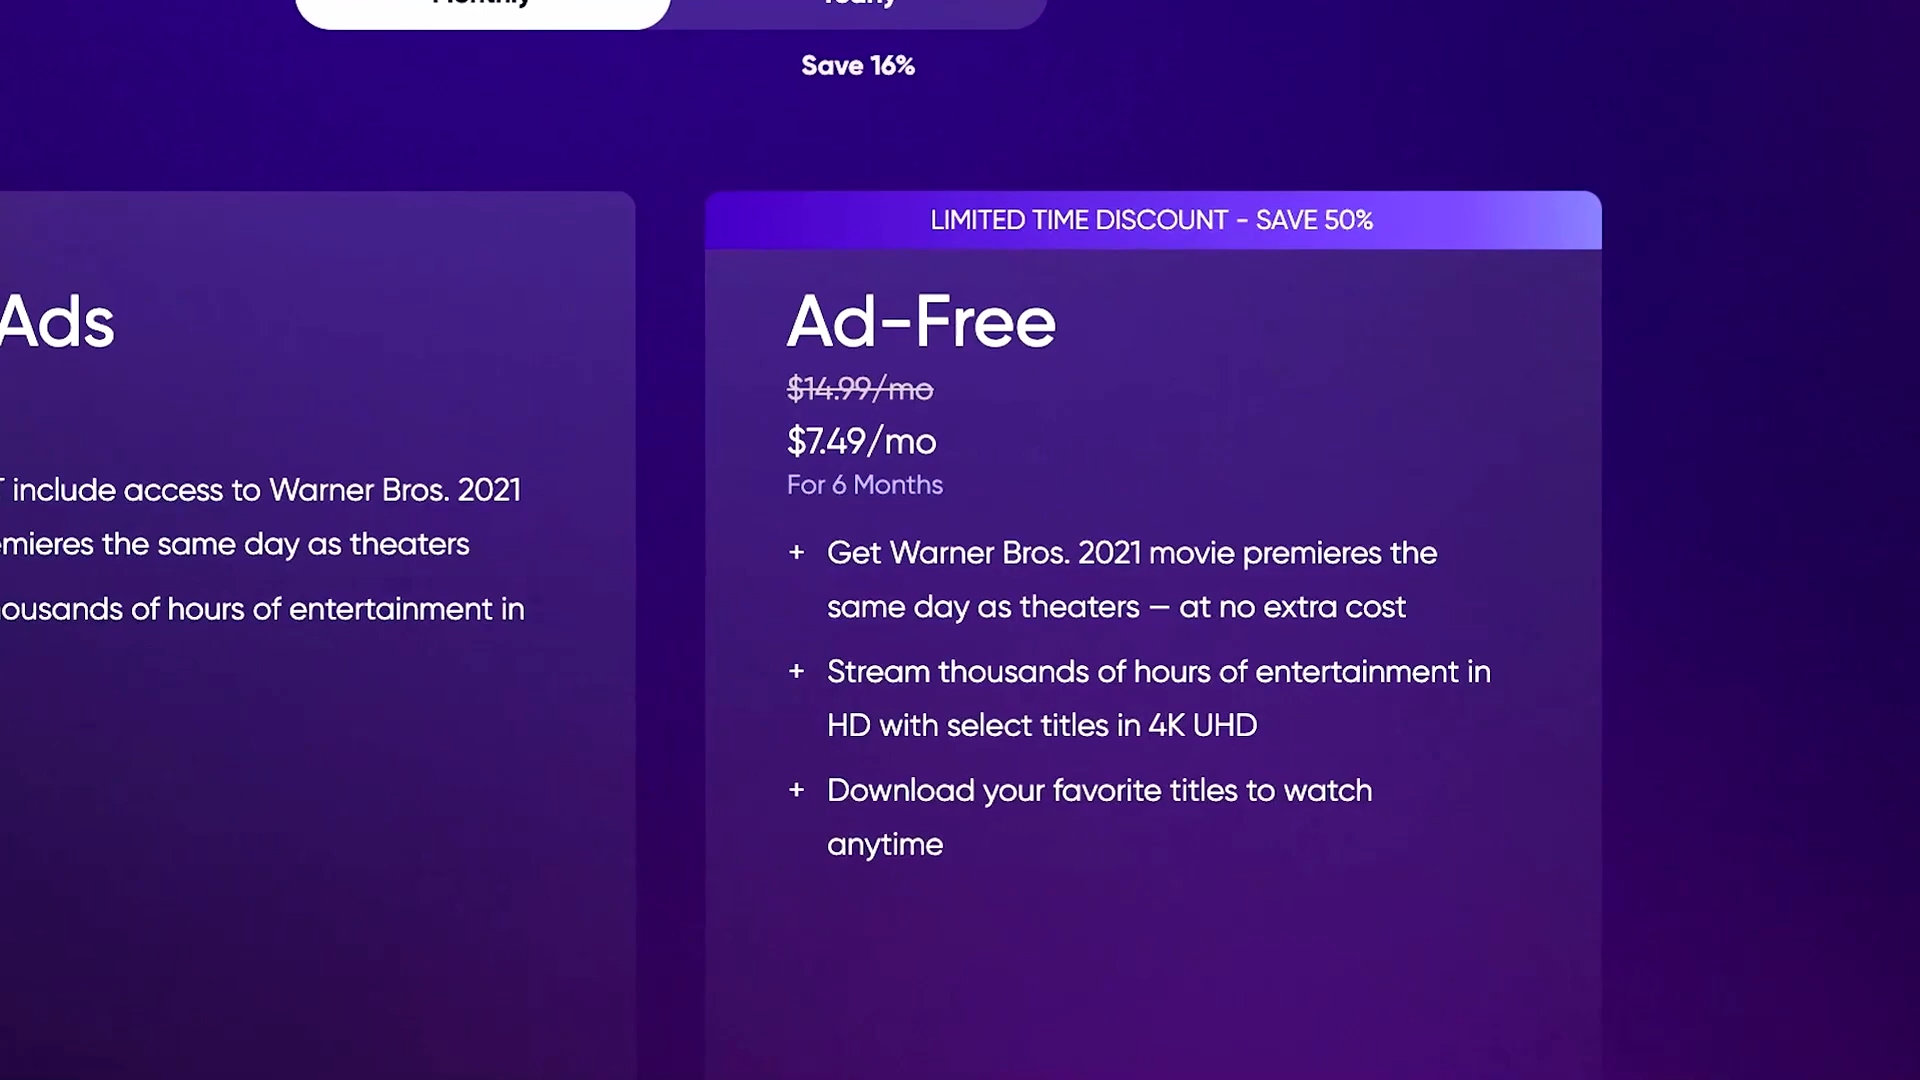 Monthly
Yearly
Save 16%
Ads
include access to Warner Bros. 2021
the same day as theaters
of hours of entertainment in
LIMITED TIME DISCOUNT - SAVE 50%
Ad-Free
$14.99/mo
$7.49/mo
For 6 Months
+ Get Warner Bros. 2021 movie premieres the
same day as theaters — at no extra cost
+ Stream thousands of hours of entertainment in
HD with select titles in 4K UHD
+ Download your favorite titles to watch
anytime